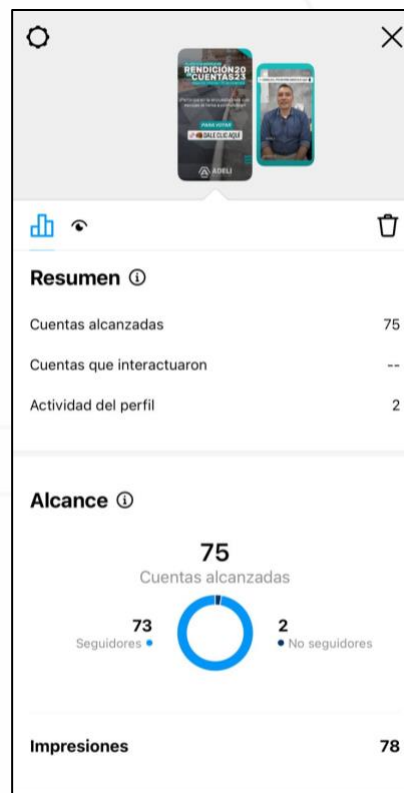 RENDICIÓN20
DE CUENTAS23
PARA VOTAR
DALE CLIC AQUÍ
ADELI
Resumen
Cuentas alcanzadas 75
Cuentas que interactuaron --
Actividad del perfil 2
Alcance
75
Cuentas alcanzadas
73 2
Seguidores No seguidores
Impresiones 78